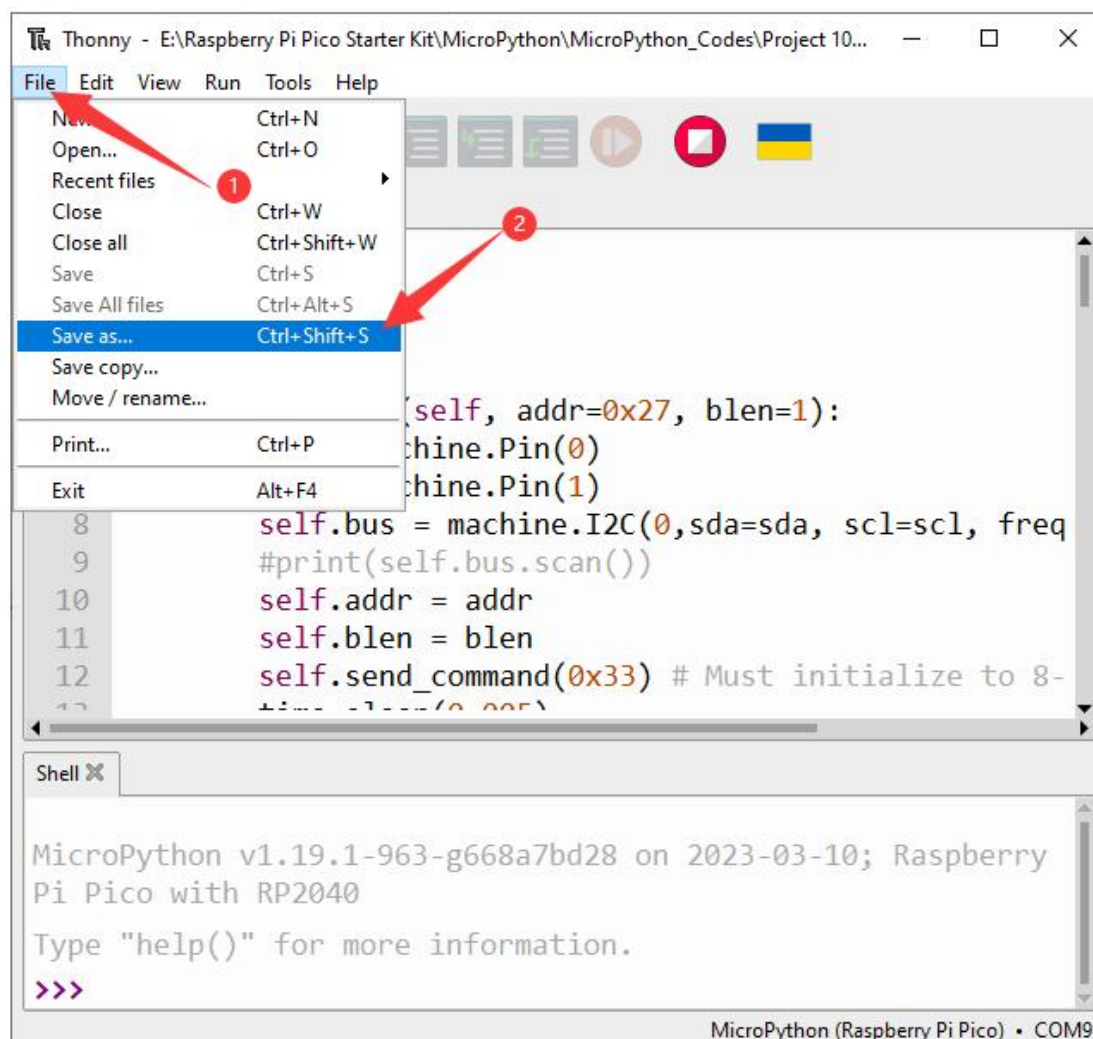 Thonny - E:\Raspberry Pi Pico Starter Kit\MicroPython\MicroPython_Codes\Project 10...
File Edit View Run Tools Help
Ctrl+N
Open... Ctrl+O
Recent files
1
Close Ctrl+W
2
Close all Ctrl+Shift+W
Save Ctrl+S
Save All files Ctrl+Alt+S
Save as... Ctrl+Shift+S
Save copy...
Move / rename...
(self, addr=0x27, blen=1):
Print... Ctrl+P
chine.Pin(0)
Exit Alt+F4
chine.Pin(1)
8 self.bus = machine.I2C(0,sda=sda, scl=scl, freq
9 #print(self.bus.scan())
10 self.addr = addr
11 self.blen = blen
12 self.send_command(0x33) # Must initialize to 8-
Shell
MicroPython v1.19.1-963-g668a7bd28 on 2023-03-10; Raspberry
Pi Pico with RP2040
Type "help()" for more information.
>>>
MicroPython (Raspberry Pi Pico) • COM9